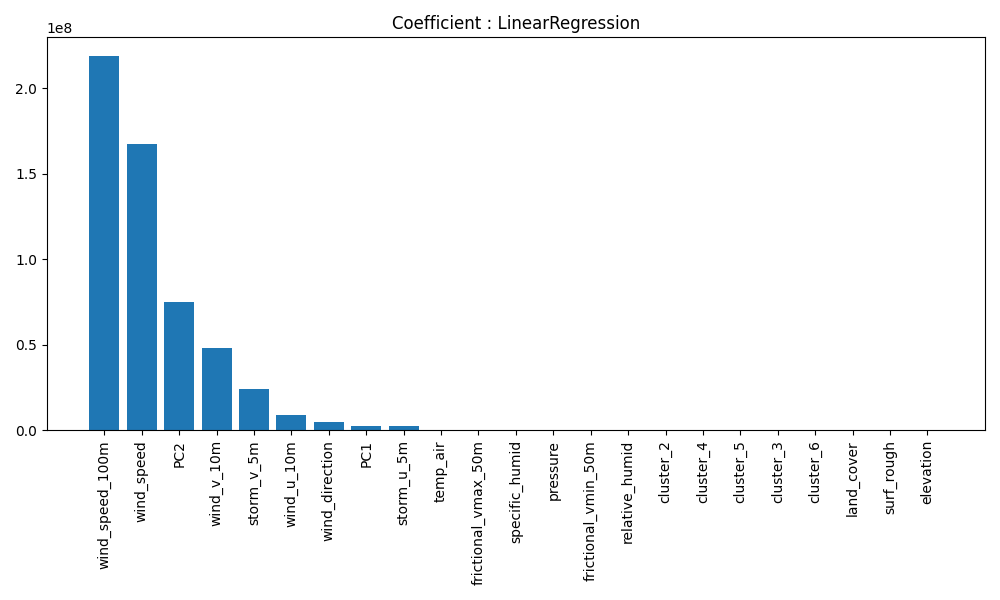 Coefficient : LinearRegression
1e8
2.0
1.5
1.0
0.5
0.0
wind_speed_100m
wind_speed
PC2
wind_v_10m
storm_v_5m
wind_u_10m
wind_direction
PC1
storm_u_5m
temp_air
frictional_vmax_50m
specific_humid
pressure
frictional_vmin_50m
relative_humid
cluster_2
cluster_4
cluster_5
cluster_3
cluster_6
land_cover
surf_rough
elevation